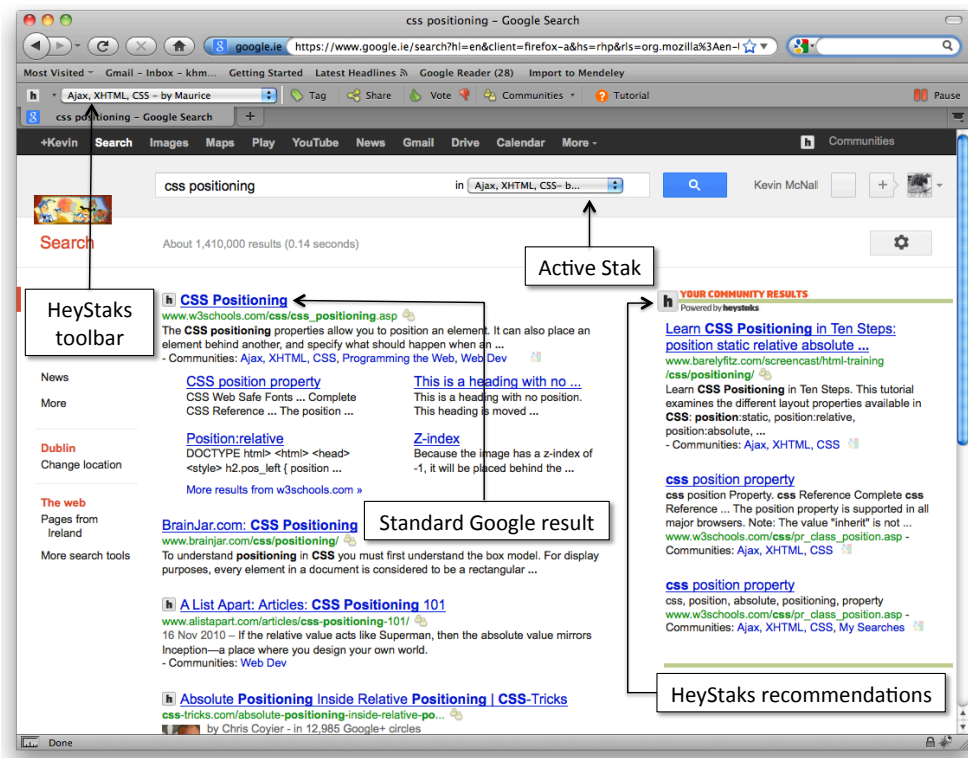 css positioning – Google Search
google.ie https://www.google.ie/search?hl=en&client=firefox-a&hs=rhp&rls=org.mozilla%3Aen-
Most Visited Gmail – Inbox – khm... Getting Started Latest Headlines Google Reader (28) Import to Mendeley
h Ajax, XHTML, CSS – by Maurice Tag Share Vote Communities Tutorial Pause
css positioning – Google Search +
+Kevin Search Images Maps Play YouTube News Gmail Drive Calendar More h Communities
css positioning in Ajax, XHTML, CSS– b... Kevin McNall +
Search About 1,410,000 results (0.14 seconds)
Active Stak
HeyStaks
toolbar
News
More
Dublin
Change location
The web
Pages from
Ireland
More search tools
h CSS Positioning
www.w3schools.com/css/css_positioning.asp
The CSS positioning properties allow you to position an element. It can also place an
element behind another, and specify what should happen when an ...
- Communities: Ajax, XHTML, CSS, Programming the Web, Web Dev
CSS position property
CSS Web Safe Fonts ... Complete
CSS Reference ... The position ...
This is a heading with no ...
This is a heading with no position.
This heading is moved ...
Position:relative
DOCTYPE html> <html> <head>
<style> h2.pos_left { position ...
Z-index
Because the image has a z-index of
-1, it will be placed behind the ...
More results from w3schools.com »
Standard Google result
BrainJar.com: CSS Positioning
www.brainjar.com/css/positioning/
To understand positioning in CSS you must first understand the box model. For display
purposes, every element in a document is considered to be a rectangular ...
h A List Apart: Articles: CSS Positioning 101
www.alistapart.com/articles/css-positioning-101/
16 Nov 2010 – If the relative value acts like Superman, then the absolute value mirrors
Inception—a place where you design your own world.
- Communities: Web Dev
h Absolute Positioning Inside Relative Positioning | CSS-Tricks
css-tricks.com/absolute-positioning-inside-relative-po...
by Chris Coyier - in 12,985 Google+ circles
h YOUR COMMUNITY RESULTS
Powered by heystaks
Learn CSS Positioning in Ten Steps:
position static relative absolute ...
www.barelyfitz.com/screencast/html-training
/css/positioning/
Learn CSS Positioning in Ten Steps. This tutorial
examines the different layout properties available in
CSS: position:static, position:relative,
position:absolute, ...
- Communities: Ajax, XHTML, CSS
css position property
css position Property. css Reference Complete css
Reference ... The position property is supported in all
major browsers. Note: The value "inherit" is not ...
www.w3schools.com/css/pr_class_position.asp -
Communities: Ajax, XHTML, CSS
css position property
css, position, absolute, positioning, property
www.w3schools.com/css/pr_class_position.asp -
Communities: Ajax, XHTML, CSS, My Searches
HeyStaks recommendations
Done